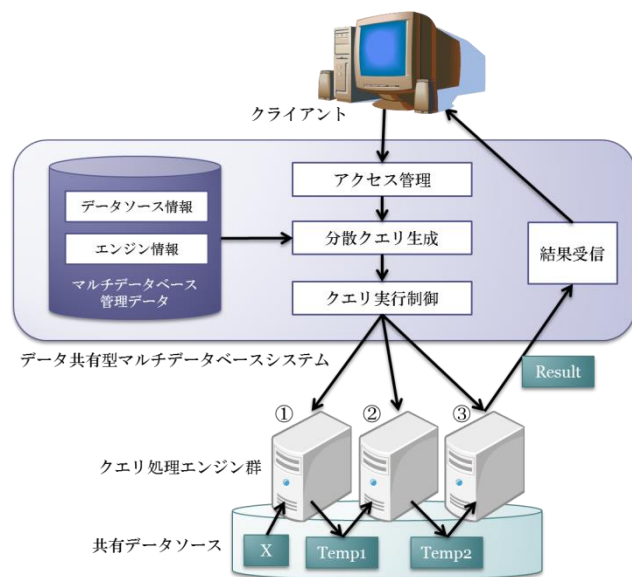 クライアント
アクセス管理
データソース情報
分散クエリ生成
エンジン情報
結果受信
マルチデータベース
管理データ
クエリ実行制御
データ共有型マルチデータベースシステム
Result
① ② ③
クエリ処理エンジン群
共有データソース
X
Temp1
Temp2